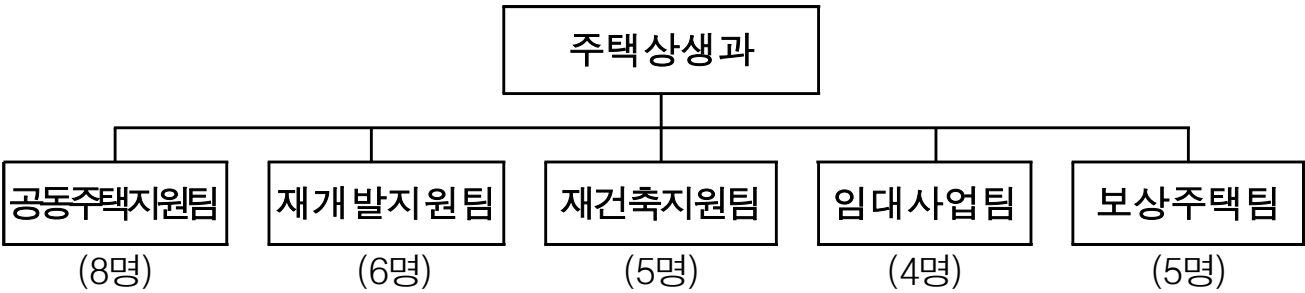 주택상생과
공동주택지원팀 재개발지원팀 재건축지원팀 임대사업팀 보상주택팀
(8명) (6명) (5명) (4명) (5명)